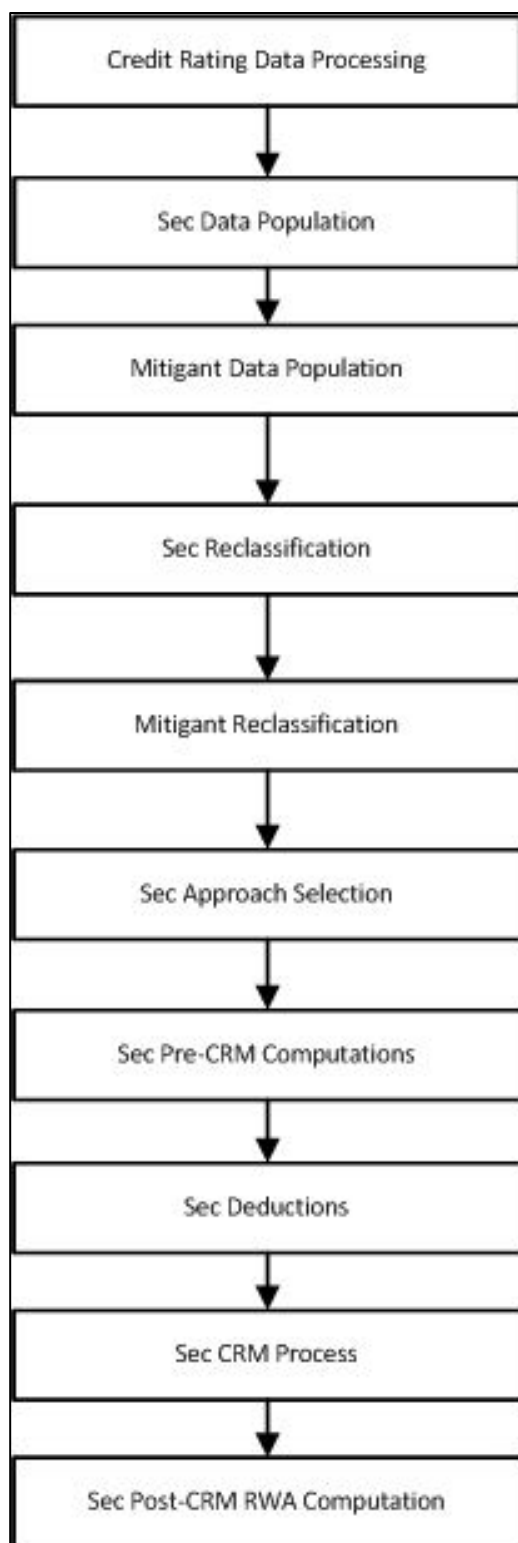 Credit Rating Data Processing
Sec Data Population
Mitigant Data Population
Sec Reclassification
Mitigant Reclassification
Sec Approach Selection
Sec Pre-CRM Computations
Sec Deductions
Sec CRM Process
Sec Post-CRM RWA Computation